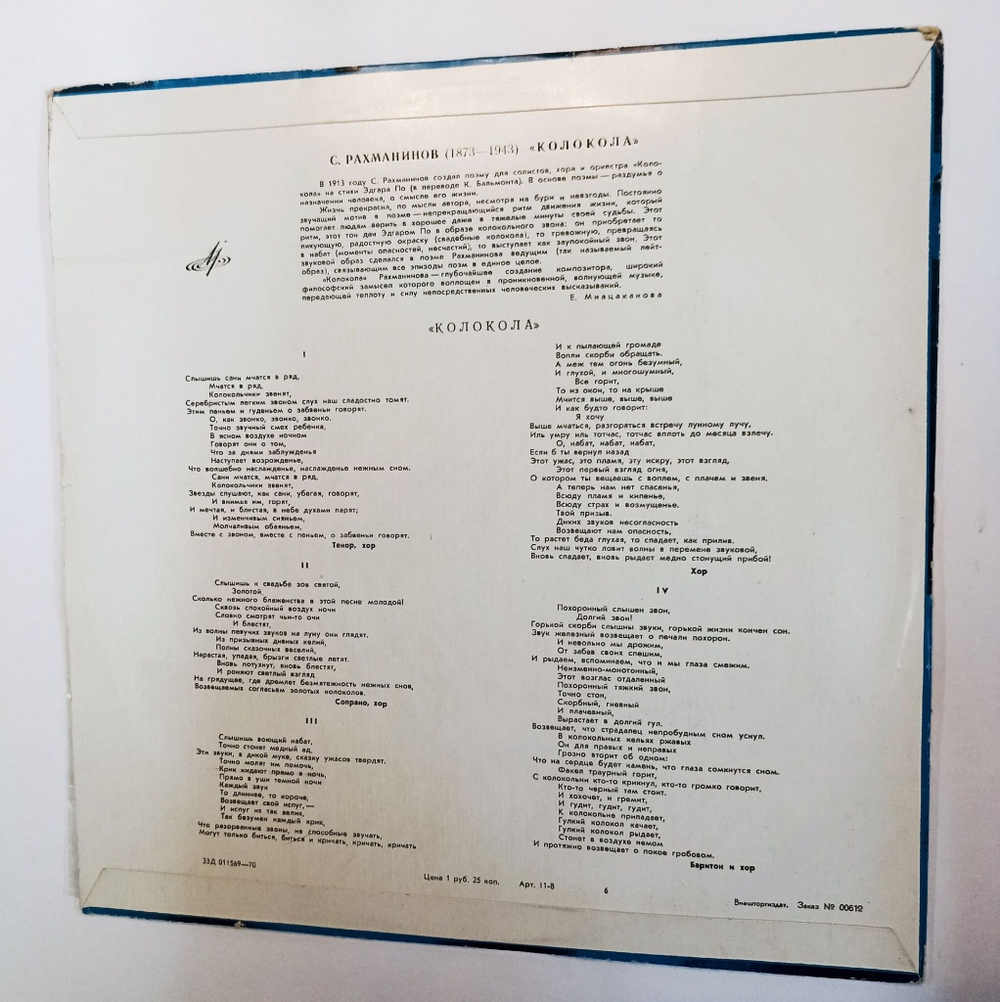 С. РАХМАНИНОВ (1873—1943) «КОЛОКОЛА»
В 1913 году С. Рахманинов создал поэму для солистов, хора и оркестра «Коло-
кола» на стихи Эдгара По (в переводе К. Бальмонта). В основе поэмы — раздумья о
назначении человека, о смысле его жизни.
Жизнь прекрасна, по мысли автора, несмотря на бури и невзгоды. Постоянно
звучащий мотив в поэме — непрекращающийся ритм движения жизни, который
помогает людям верить в хорошее даже в тяжелые минуты своей судьбы. Этот
ритм, этот тон дан Эдгаром По в образе колокольного звона: он приобретает то
ликующую, радостную окраску (свадебные колокола), то тревожную, превращаясь
в набат (моменты опасностей, несчастий), то выступает как заупокойный звон. Этот
звуковой образ сделался в поэме Рахманинова ведущим (так называемый лейт-
образ), связывающим все эпизоды поэм в единое целое.
«Колокола» Рахманинова — глубочайшее создание композитора, широкий
философский замысел которого воплощен в проникновенной, волнующей музыке,
передающей теплоту и силу непосредственных человеческих высказываний.
Е. Мнацаканова
«КОЛОКОЛА»
I
Слышишь сани мчатся в ряд,
Мчатся в ряд,
Колокольчики звенят,
Серебристым легким звоном слух наш сладостно томят.
Этим пеньем и гуденьем о забвеньи говорят.
О, как звонко, звонко, звонко.
Точно звучный смех ребенка,
В ясном воздухе ночном
Говорят они о том,
Что за днями заблужденья
Наступает возрожденье,
Что волшебно наслажденье, наслажденье нежным сном.
Сани мчатся, мчатся в ряд,
Колокольчики звенят,
Звезды слушают, как сани, убегая, говорят,
И внимая им, горят,
И мечтая, и блистая, в небе духами парят;
И изменчивым сияньем,
Молчаливым обаяньем,
Вместе с звоном, вместе с пеньем, о забвеньи говорят.
Тенор, хор
II
Слышишь к свадьбе зов святой,
Золотой,
Сколько нежного блаженства в этой песне молодой!
Сквозь спокойный воздух ночи
Словно смотрят чьи-то очи
И блестят,
Из волны певучих звуков на луну они глядят.
Из призывных дивных келий,
Полны сказочных веселий,
Нарастая, упадая, брызги светлые летят.
Вновь потухнут, вновь блестят,
И роняют светлый взгляд
На грядущее, где дремлет безмятежность нежных снов,
Возвещаемых согласьем золотых колоколов.
Сопрано, хор
III
Слышишь воющий набат,
Точно стонет медный ад,
Эти звуки, в дикой муке, сказку ужасов твердят.
Точно молят им помочь,
Крик кидают прямо в ночь,
Прямо в уши темной ночи
Каждый звук
То длиннее, то короче,
Возвещает свой испуг,—
И испуг их так велик,
Так безумен каждый крик,
Что разорванные звоны, не способные звучать,
Могут только биться, биться и кричать, кричать, кричать
И к пылающей громаде
Вопли скорби обращать.
А меж тем огонь безумный,
И глухой, и многошумный,
Все горит,
То из окон, то на крыше
Мчится выше, выше, выше
И как будто говорит:
Я хочу
Выше мчаться, разгораться встречу лунному лучу,
Иль умру иль тотчас, тотчас вплоть до месяца взлечу.
О, набат, набат, набат,
Если б ты вернул назад
Этот ужас, это пламя, эту искру, этот взгляд,
Этот первый взгляд огня,
О котором ты вещаешь с воплем, с плачем и звеня.
А теперь нам нет спасенья,
Всюду пламя и кипенье,
Всюду страх и возмущенье.
Твой призыв.
Диких звуков несогласность
Возвещают нам опасность,
То растет беда глухая, то спадает, как прилив.
Слух наш чутко ловит волны в перемене звуковой,
Вновь спадает, вновь рыдает медно стонущий прибой!
Хор
IV
Похоронный слышен звон,
Долгий звон!
Горькой скорби слышны звуки, горькой жизни кончен сон.
Звук железный возвещает о печали похорон.
И невольно мы дрожим,
От забав своих спешим,
И рыдаем, вспоминаем, что и мы глаза смежим.
Неизменно-монотонный,
Этот возглас отдаленный
Похоронный тяжкий звон,
Точно стон,
Скорбный, гневный
И плачевный,
Вырастает в долгий гул.
Возвещает, что страдалец непробудным сном уснул.
В колокольных кельях ржавых
Он для правых и неправых
Грозно вторит об одном:
Что на сердце будет камень, что глаза сомкнутся сном.
Факел траурный горит,
С колокольни кто-то крикнул, кто-то громко говорит,
Кто-то черный там стоит.
И хохочет, и гремит,
И гудит, гудит, гудит,
К колокольне припадает,
Гулкий колокол качает,
Гулкий колокол рыдает,
Стонет в воздухе немом
И протяжно возвещает о покое гробовом.
Баритон и хор
33Д 011569—70
Цена 1 руб. 25 коп. Арт. 11-8
6
Внешторгиздат. Заказ № 00612